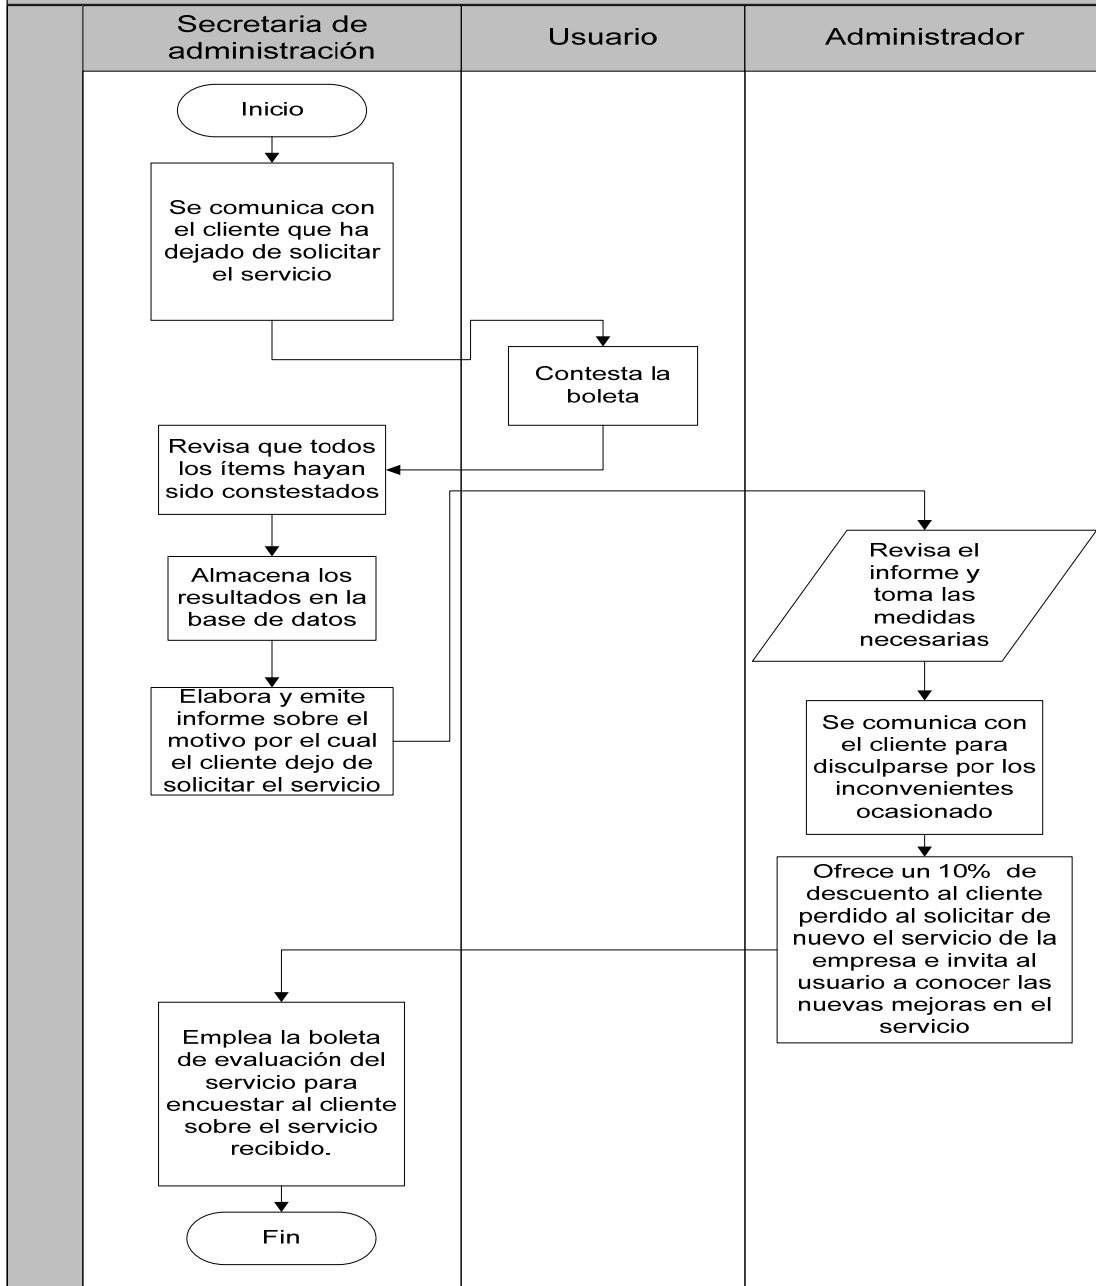 Secretaria de
administración
Usuario
Administrador
Inicio
Se comunica con
el cliente que ha
dejado de solicitar
el servicio
Contesta la
boleta
Revisa que todos
los ítems hayan
sido constestados
Almacena los
resultados en la
base de datos
Elabora y emite
informe sobre el
motivo por el cual
el cliente dejo de
solicitar el servicio
Revisa el
informe y
toma las
medidas
necesarias
Se comunica con
el cliente para
disculparse por los
inconvenientes
ocasionado
Ofrece un 10% de
descuento al cliente
perdido al solicitar de
nuevo el servicio de la
empresa e invita al
usuario a conocer las
nuevas mejoras en el
servicio
Emplea la boleta
de evaluación del
servicio para
encuestar al cliente
sobre el servicio
recibido.
Fin